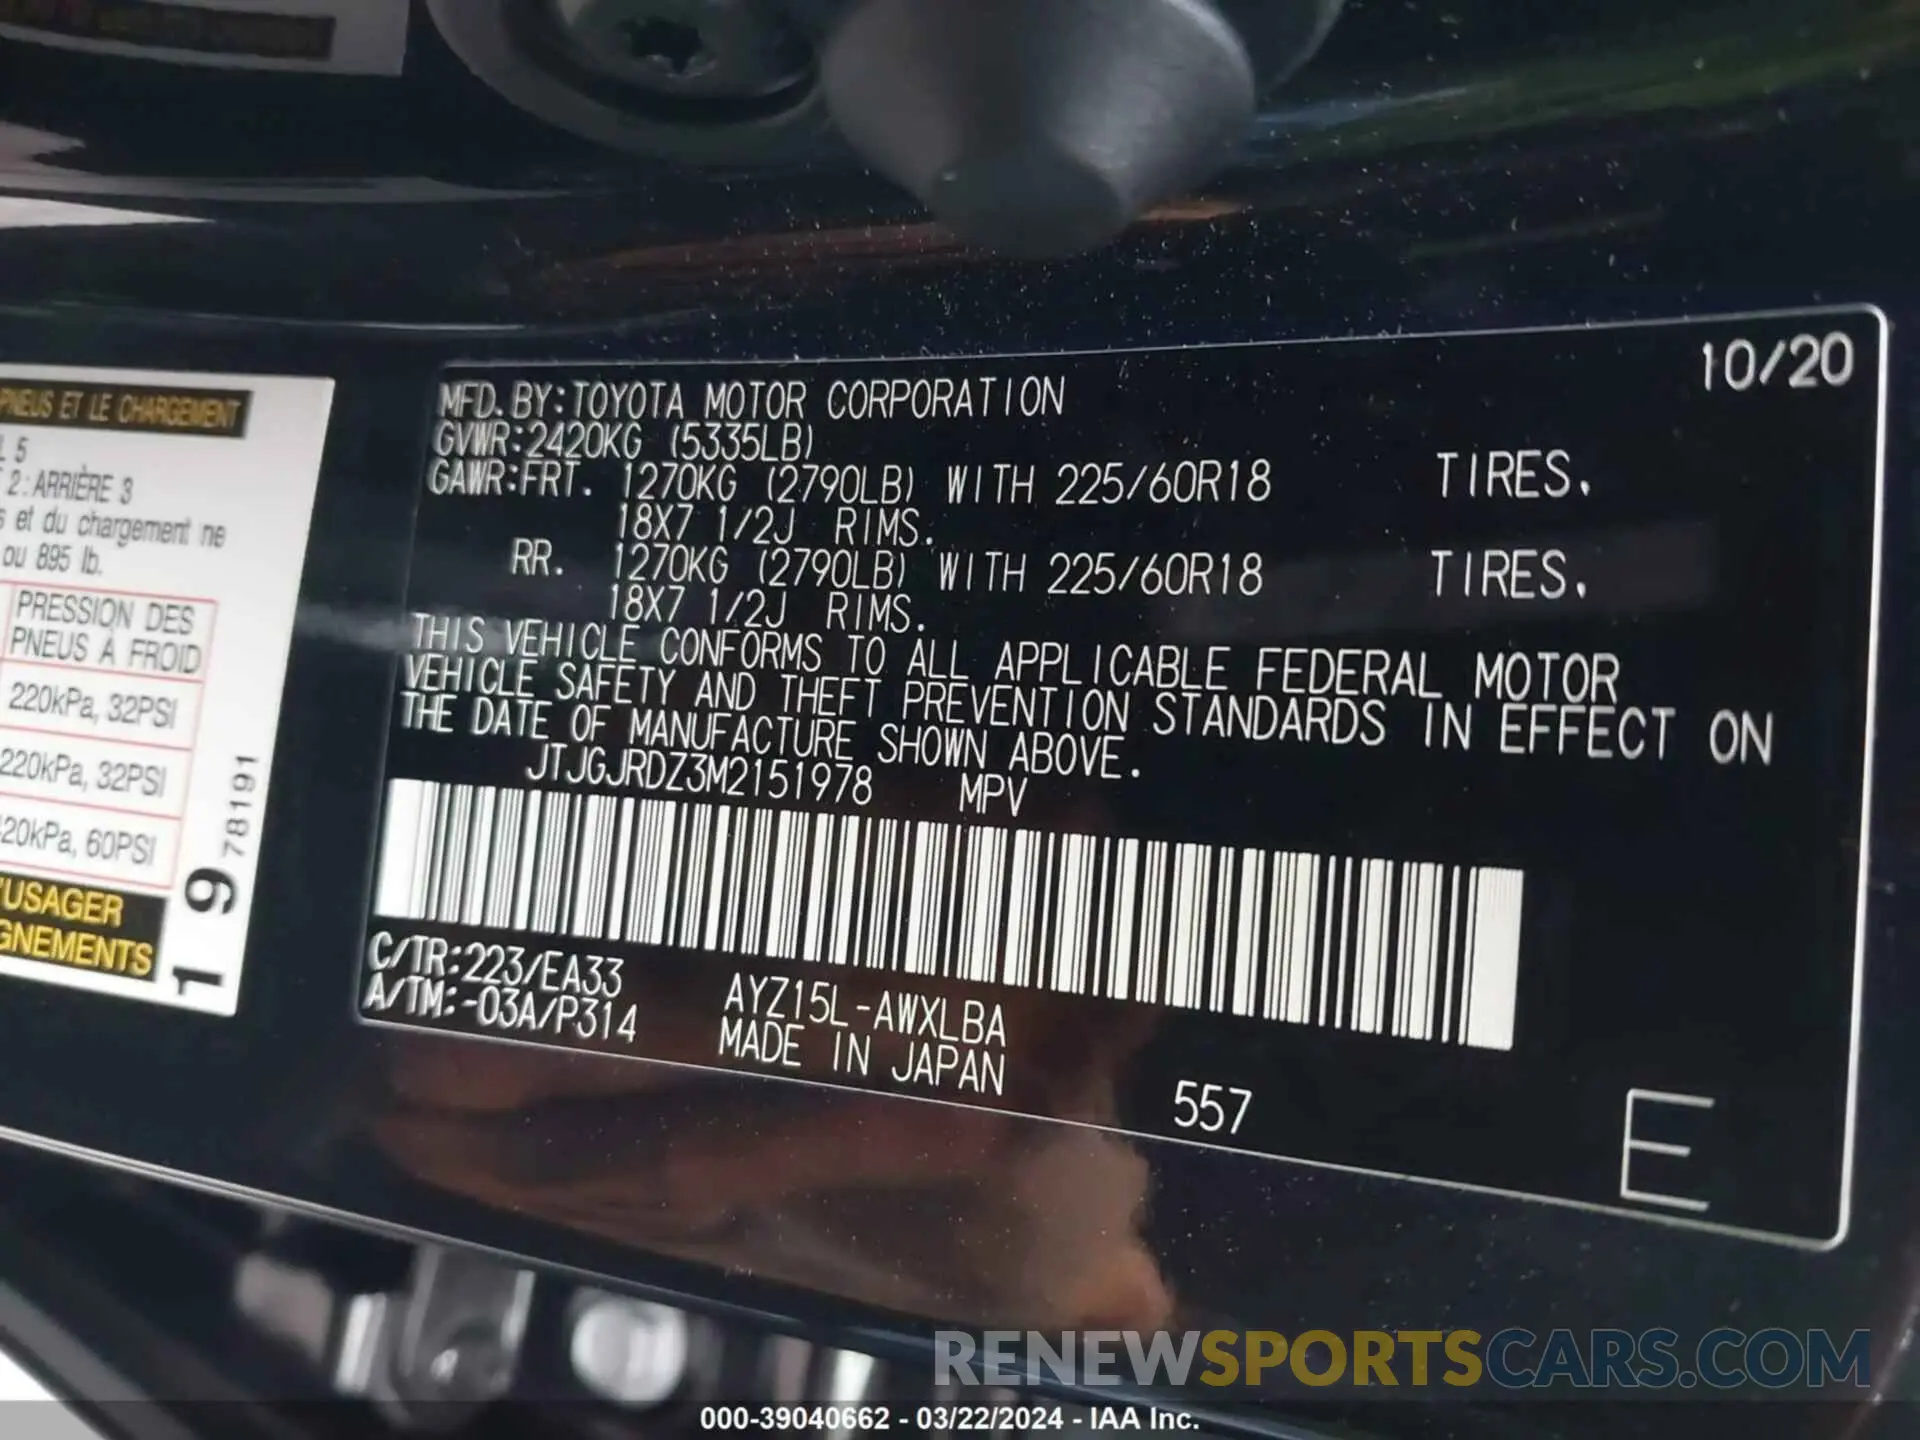 PNEUS ET LE CHARGEMENT
5
2:ARRIÈRE 3
et du chargement ne
ou 895 lb.
PRESSION DES
PNEUS À FROID
220kPa, 32PSI
220kPa, 32PSI
20kPa, 60PSI
'USAGER
GNEMENTS
1978191
10/20
MFD.BY:TOYOTA MOTOR CORPORATION
GVWR:2420KG (5335LB)
GAWR:FRT. 1270KG (2790LB) WITH 225/60R18 TIRES.
18X7 1/2J RIMS.
RR. 1270KG (2790LB) WITH 225/60R18 TIRES.
18X7 1/2J RIMS.
THIS VEHICLE CONFORMS TO ALL APPLICABLE FEDERAL MOTOR
VEHICLE SAFETY AND THEFT PREVENTION STANDARDS IN EFFECT ON
THE DATE OF MANUFACTURE SHOWN ABOVE.
JTJGJRDZ3M2151978 MPV
C/TR:223/EA33
A/TM:-03A/P314
AYZ15L-AWXLBA
MADE IN JAPAN
557
E
RENEWSPORTSCARS.COM
000-39040662 - 03/22/2024 - IAA Inc.